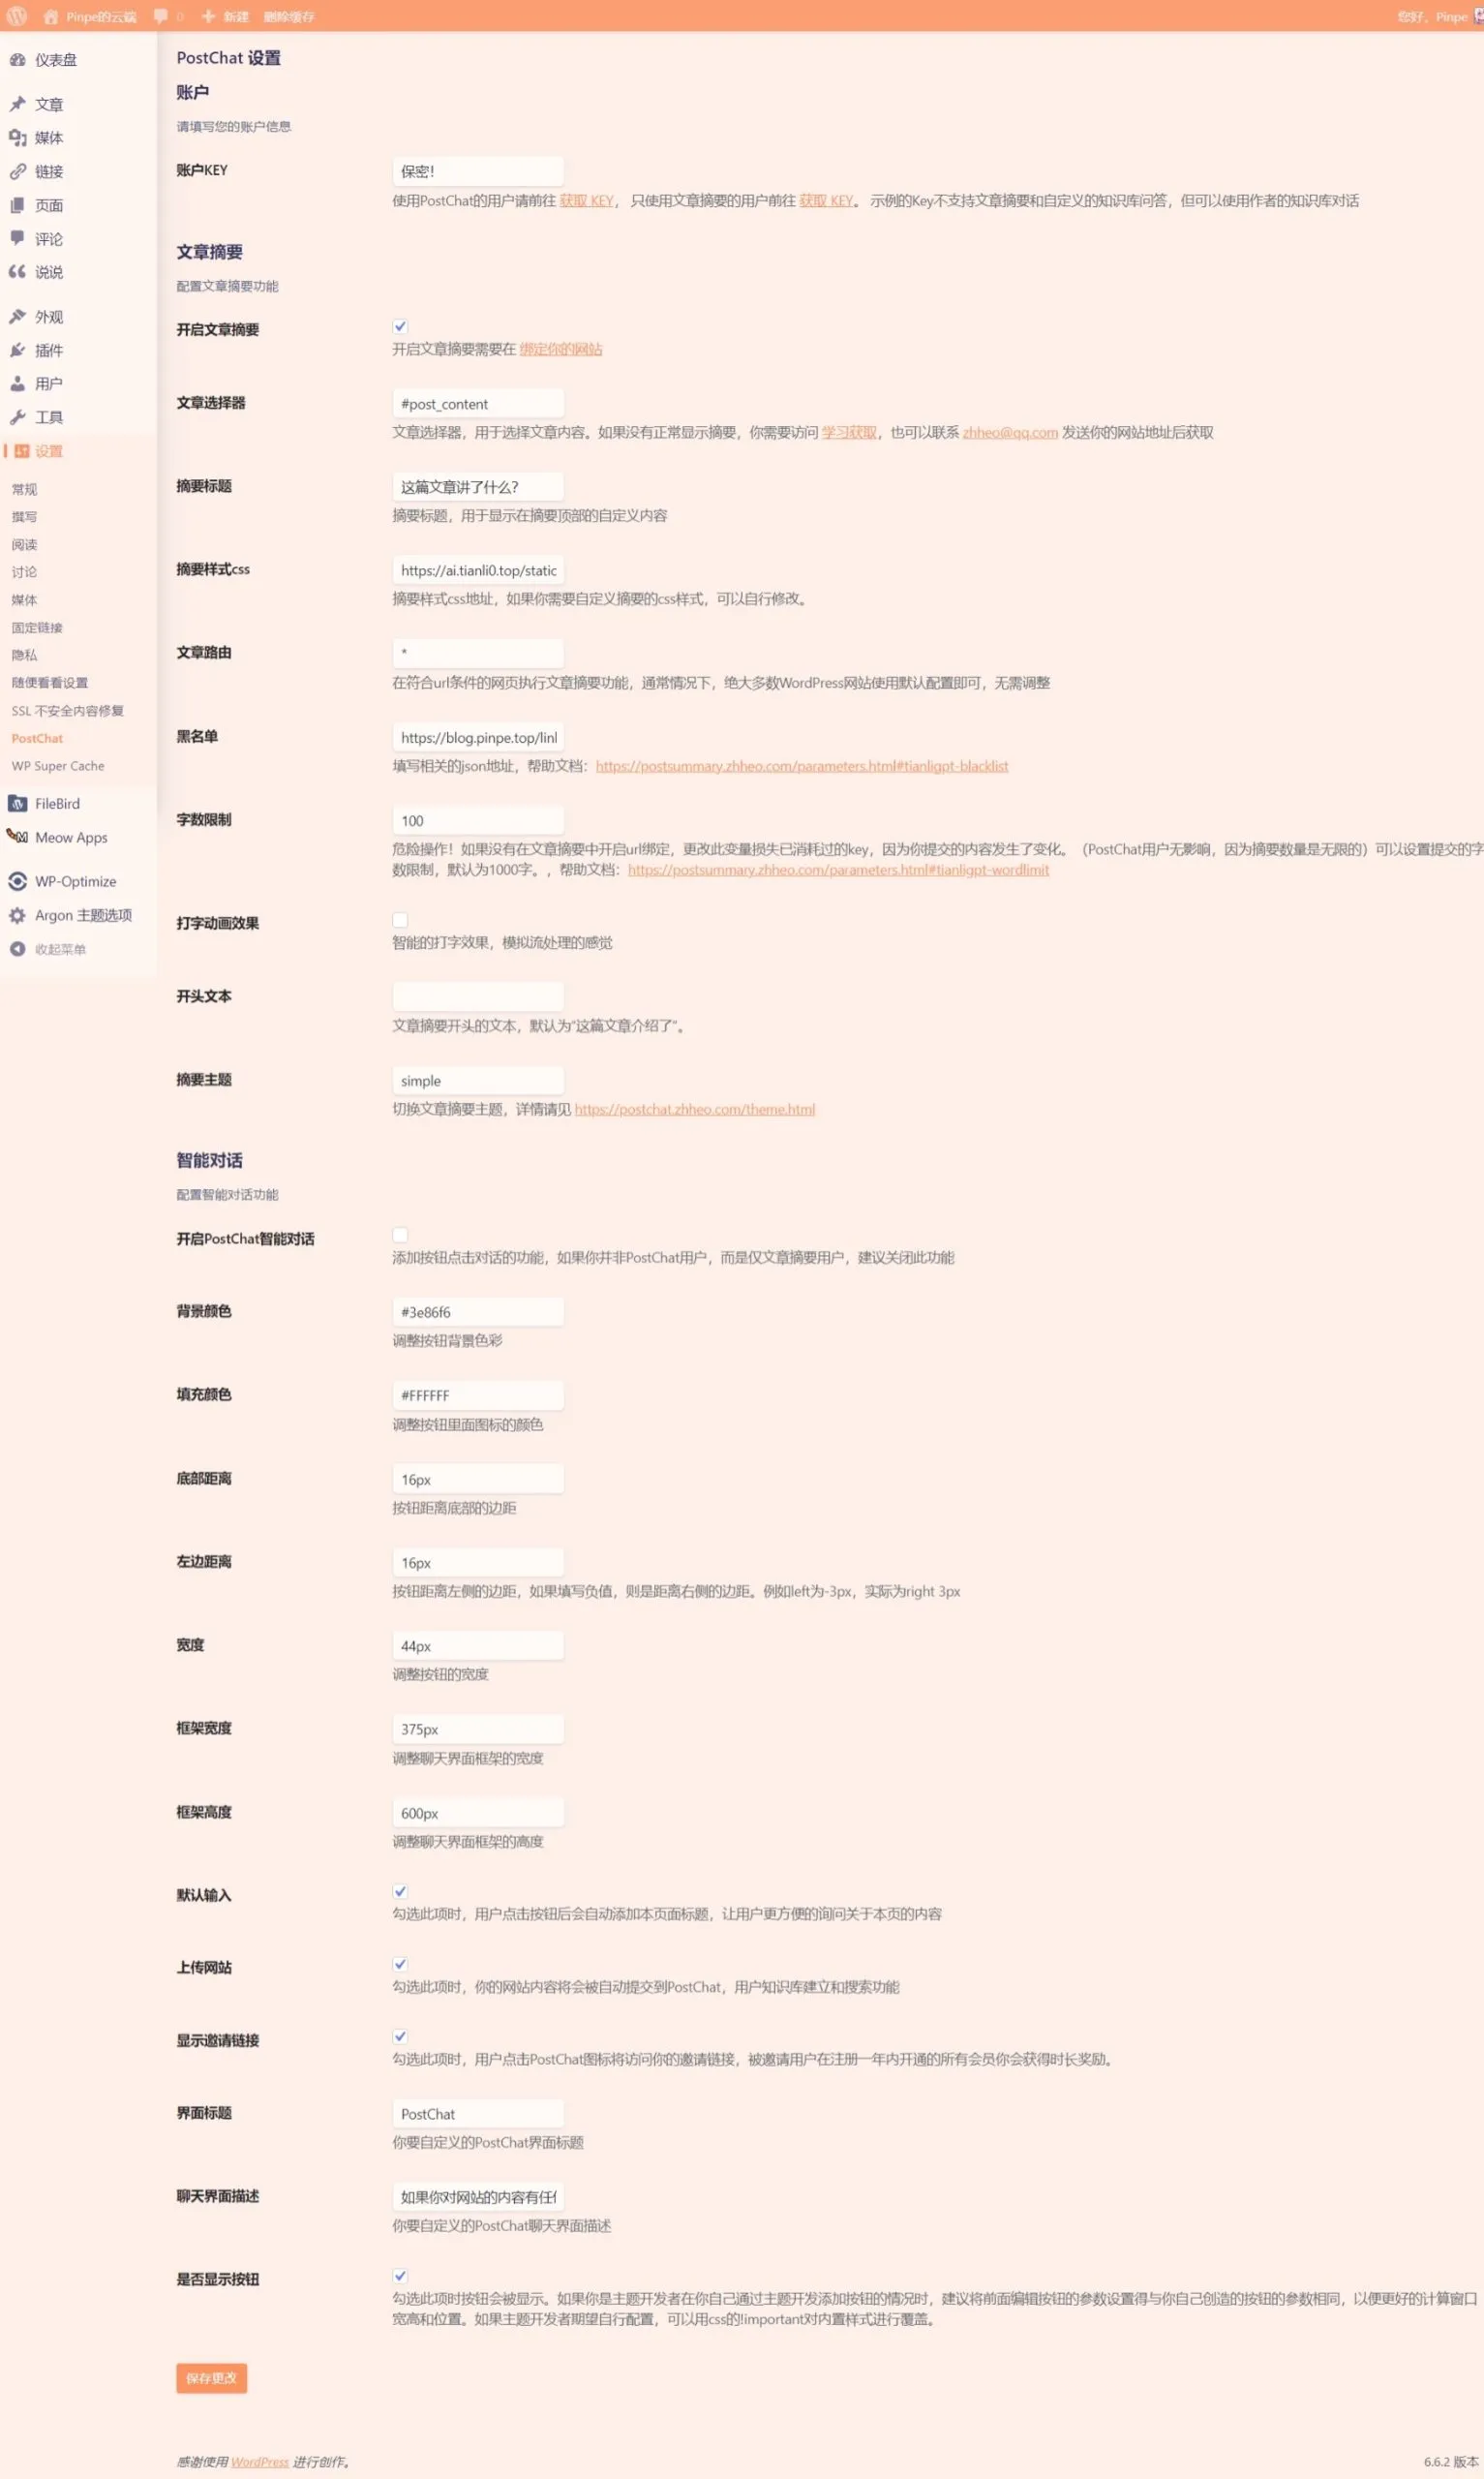 Pinpe的云端 0 新建 删除缓存 您好，Pinpe
仪表盘
文章
媒体
链接
页面
评论
说说
外观
插件
用户
工具
设置
常规
撰写
阅读
讨论
媒体
固定链接
隐私
随便看看设置
SSL 不安全内容修复
PostChat
WP Super Cache
FileBird
Meow Apps
WP-Optimize
Argon 主题选项
收起菜单
PostChat 设置
账户
请填写您的账户信息
账户KEY
保密！
使用PostChat的用户请前往 获取 KEY， 只使用文章摘要的用户前往 获取 KEY。 示例的Key不支持文章摘要和自定义的知识库问答，但可以使用作者的知识库对话
文章摘要
配置文章摘要功能
开启文章摘要
开启文章摘要需要在 绑定你的网站
文章选择器
#post_content
文章选择器，用于选择文章内容。如果没有正常显示摘要，你需要访问 学习获取，也可以联系 zhheo@qq.com 发送你的网站地址后获取
摘要标题
这篇文章讲了什么？
摘要标题，用于显示在摘要顶部的自定义内容
摘要样式css
https://ai.tianli0.top/static
摘要样式css地址，如果你需要自定义摘要的css样式，可以自行修改。
文章路由
*
在符合url条件的网页执行文章摘要功能，通常情况下，绝大多数WordPress网站使用默认配置即可，无需调整
黑名单
https://blog.pinpe.top/linl
填写相关的json地址，帮助文档：https://postsummary.zhheo.com/parameters.html#tianligpt-blacklist
字数限制
100
危险操作！如果没有在文章摘要中开启url绑定，更改此变量损失已消耗过的key，因为你提交的内容发生了变化。（PostChat用户无影响，因为摘要数量是无限的）可以设置提交的字
数限制，默认为1000字。，帮助文档：https://postsummary.zhheo.com/parameters.html#tianligpt-wordlimit
打字动画效果
智能的打字效果，模拟流处理的感觉
开头文本
文章摘要开头的文本，默认为"这篇文章介绍了"。
摘要主题
simple
切换文章摘要主题，详情请见 https://postchat.zhheo.com/theme.html
智能对话
配置智能对话功能
开启PostChat智能对话
添加按钮点击对话的功能，如果你并非PostChat用户，而是仅文章摘要用户，建议关闭此功能
背景颜色
#3e86f6
调整按钮背景色彩
填充颜色
#FFFFFF
调整按钮里面图标的颜色
底部距离
16px
按钮距离底部的边距
左边距离
16px
按钮距离左侧的边距，如果填写负值，则是距离右侧的边距。例如left为-3px，实际为right 3px
宽度
44px
调整按钮的宽度
框架宽度
375px
调整聊天界面框架的宽度
框架高度
600px
调整聊天界面框架的高度
默认输入
勾选此项时，用户点击按钮后会自动添加本页面标题，让用户更方便的询问关于本页的内容
上传网站
勾选此项时，你的网站内容将会被自动提交到PostChat，用户知识库建立和搜索功能
显示邀请链接
勾选此项时，用户点击PostChat图标将访问你的邀请链接，被邀请用户在注册一年内开通的所有会员你会获得时长奖励。
界面标题
PostChat
你要自定义的PostChat界面标题
聊天界面描述
如果你对网站的内容有任
你要自定义的PostChat聊天界面描述
是否显示按钮
勾选此项时按钮会被显示。如果你是主题开发者在你自己通过主题开发添加按钮的情况时，建议将前面编辑按钮的参数设置得与你自己创造的按钮的参数相同，以便更好的计算窗口
宽高和位置。如果主题开发者期望自行配置，可以用css的!important对内置样式进行覆盖。
保存更改
感谢使用 WordPress 进行创作。
6.6.2 版本